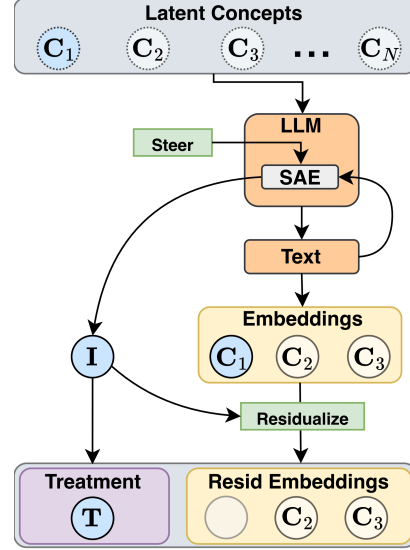 Latent Concepts
C₁ C₂ C₃ ... C_N
LLM
Steer
SAE
Text
Embeddings
I C₁ C₂ C₃
Residualize
Treatment Resid Embeddings
T C₂ C₃